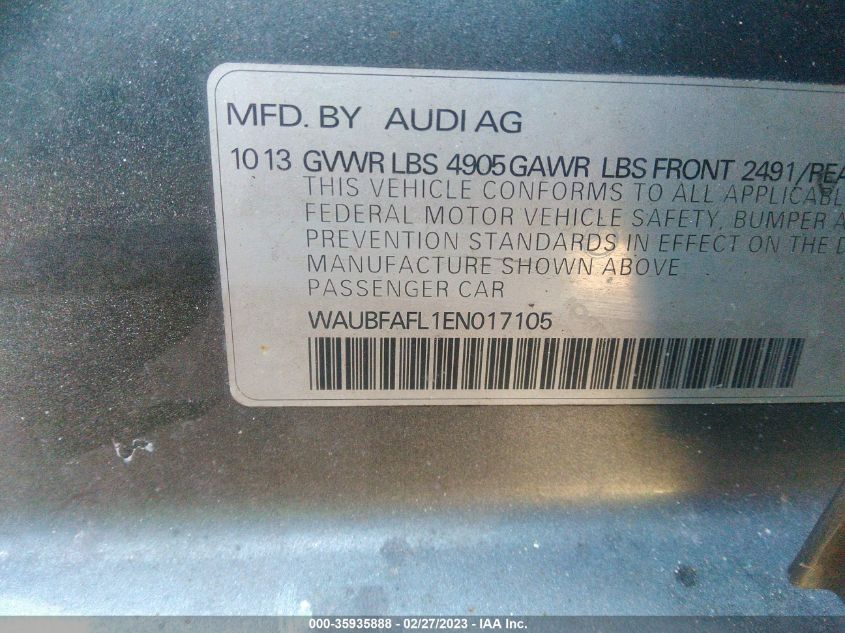 MFD. BY AUDI AG
10 13 GVWR LBS 4905 GAWR LBS FRONT 2491/REA
THIS VEHICLE CONFORMS TO ALL APPLICABLE
FEDERAL MOTOR VEHICLE SAFETY, BUMPER A
PREVENTION STANDARDS IN EFFECT ON THE D
MANUFACTURE SHOWN ABOVE
PASSENGER CAR
WAUBFAFL1EN017105
000-35935888 - 02/27/2023 - IAA Inc.